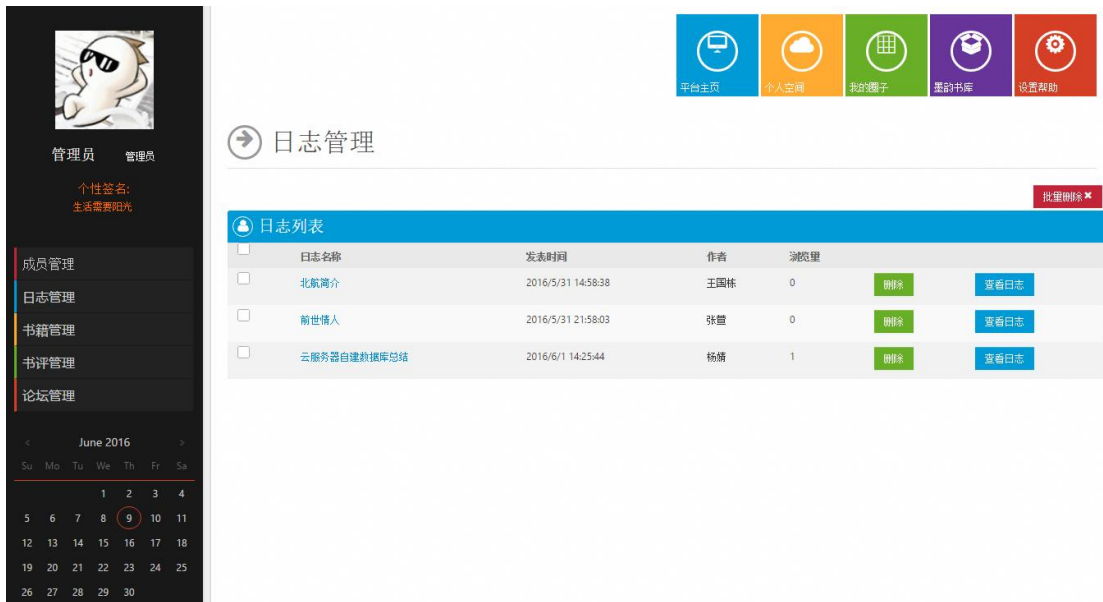 平台主页 个人空间 我的圈子 墨韵书库 设置帮助
管理员 管理员
个性签名:
生活需要阳光
成员管理
日志管理
书籍管理
书评管理
论坛管理
< June 2016 >
Su Mo Tu We Th Fr Sa
1 2 3 4
5 6 7 8 9 10 11
12 13 14 15 16 17 18
19 20 21 22 23 24 25
26 27 28 29 30
日志管理
批量删除✖
日志列表
日志名称 发表时间 作者 浏览量
北航简介 2016/5/31 14:58:38 王国栋 0 删除 查看日志
前世情人 2016/5/31 21:58:03 张萱 0 删除 查看日志
云服务器自建数据库总结 2016/6/1 14:25:44 杨婧 1 删除 查看日志